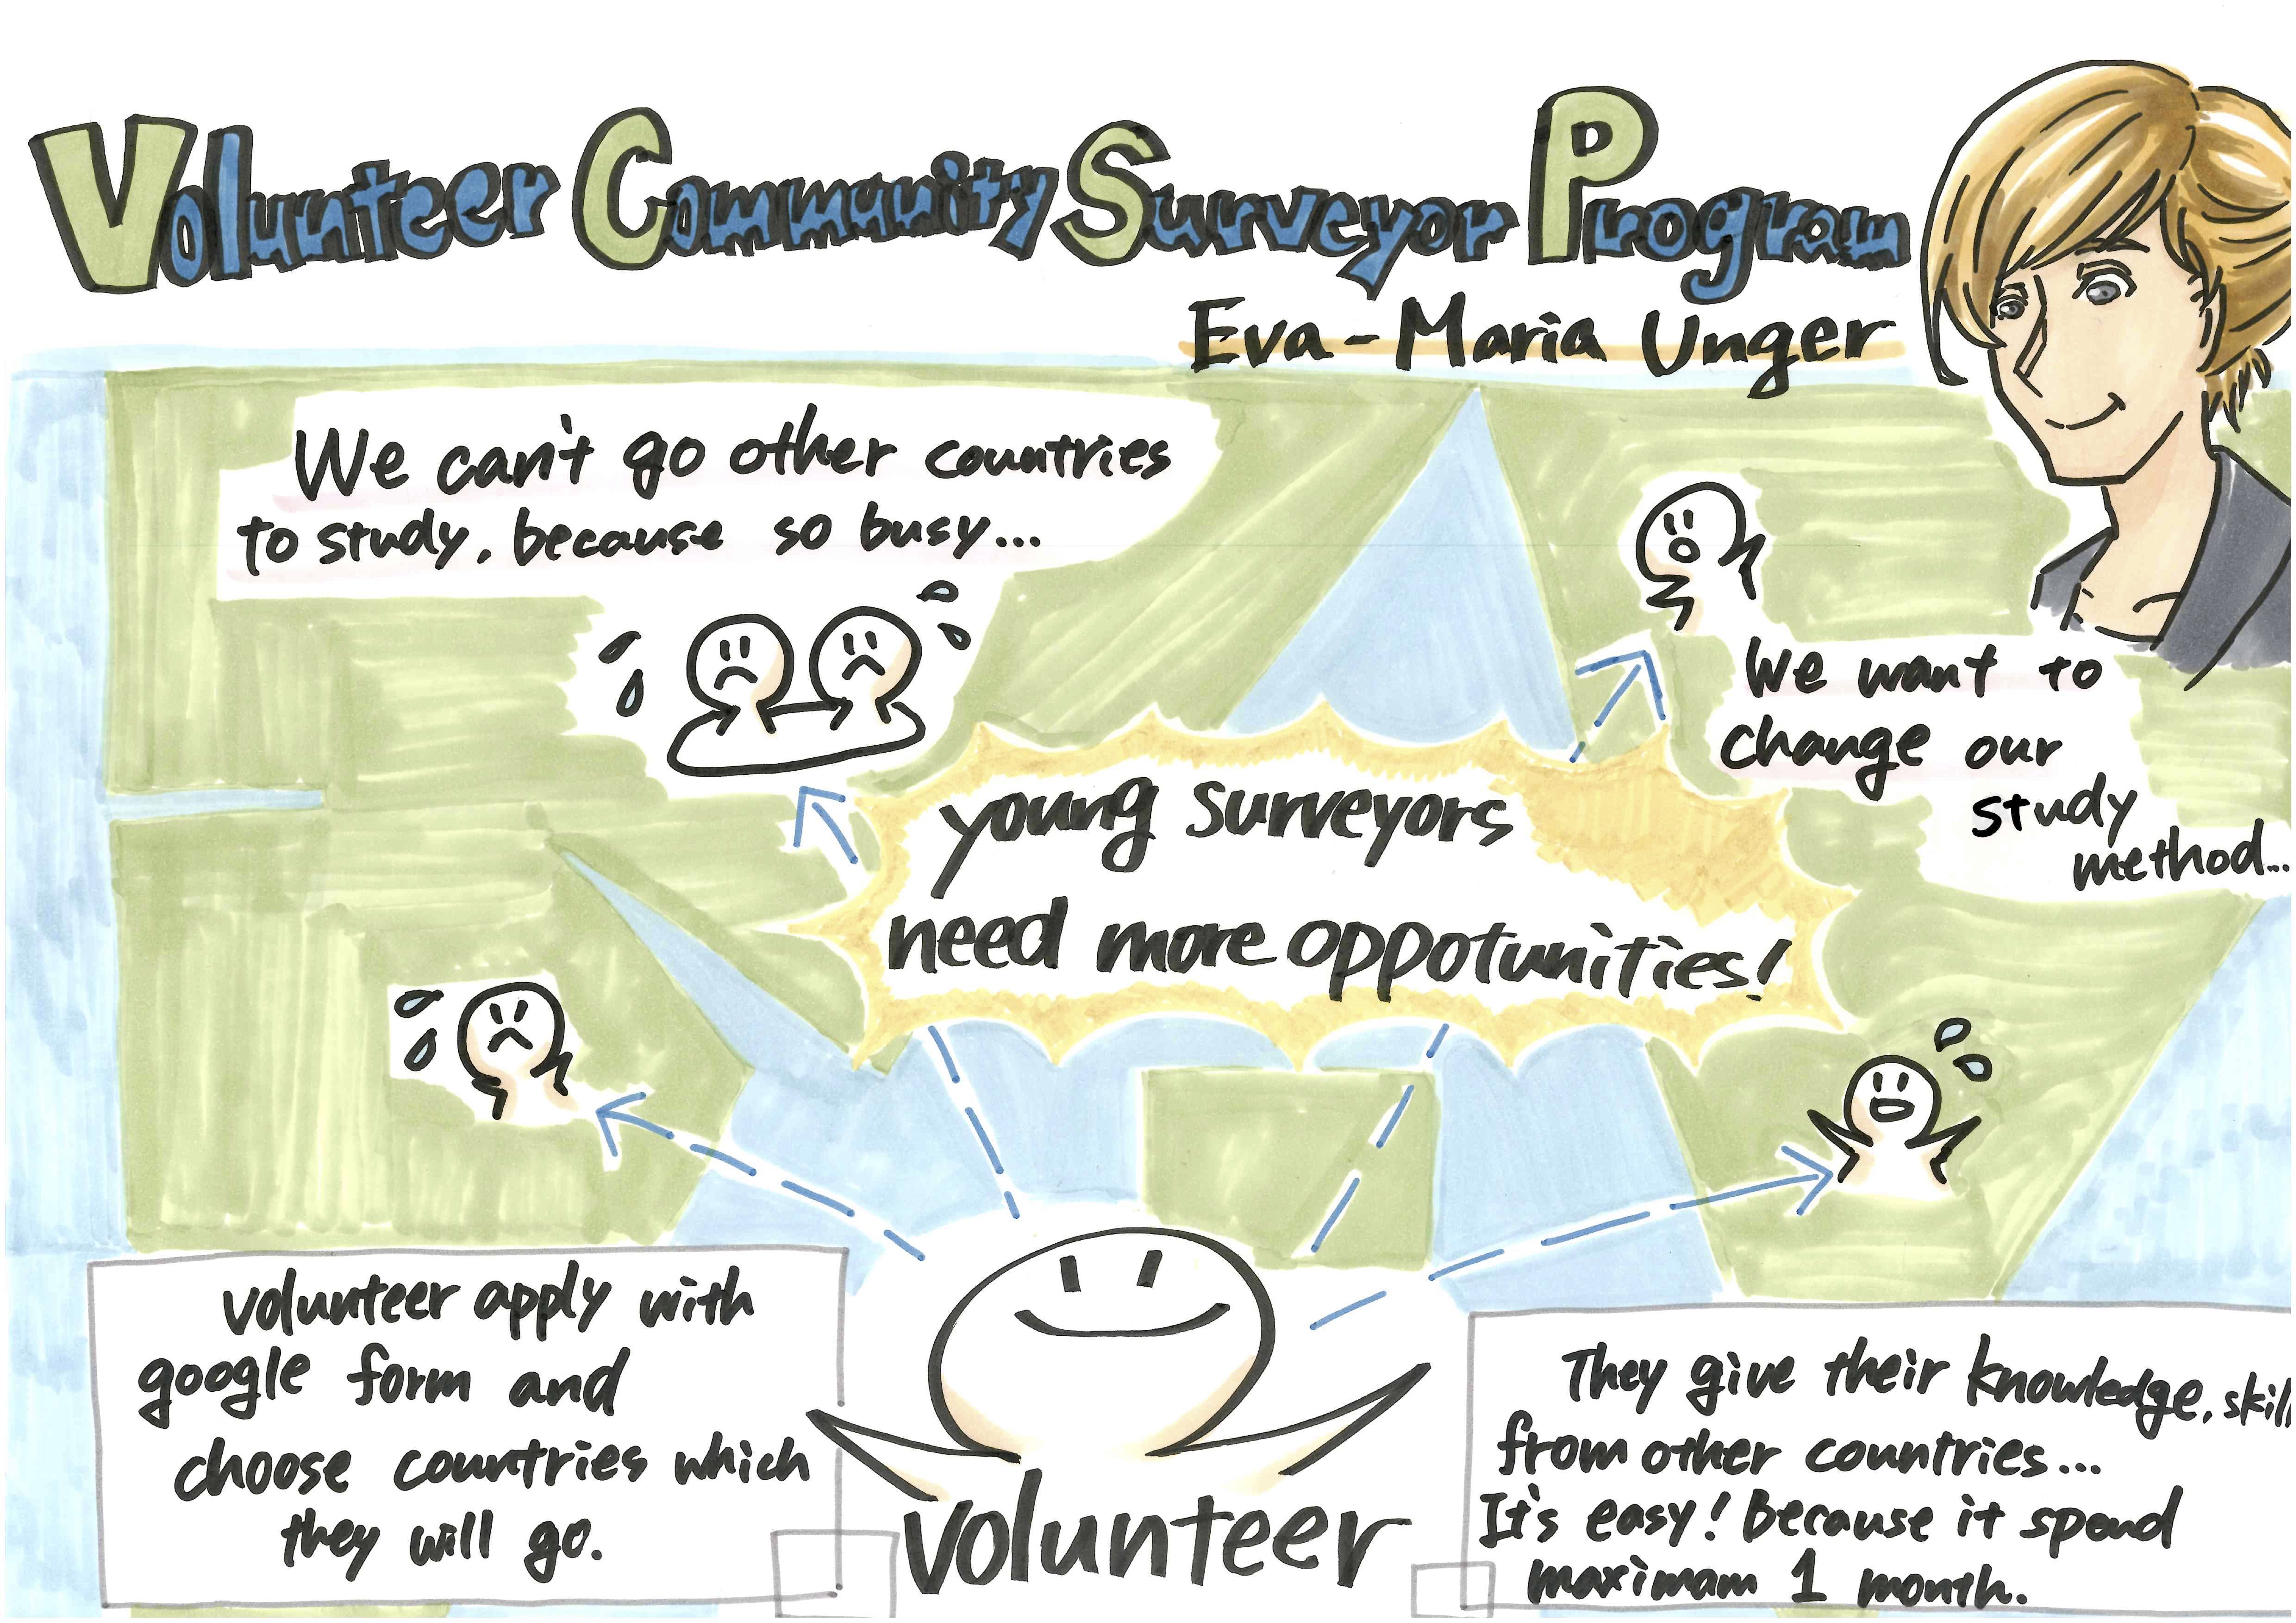 Volunteer Community Surveyor Program
Eva-Maria Unger
We can't go other countries
to study, because so busy...
We want to
change our
study
method...
young surveyors
need more oppotunities!
volunteer apply with
google form and
choose countries which
they will go.
volunteer
They give their knowledge, skill
from other countries...
It's easy! Because it spend
maximam 1 month.